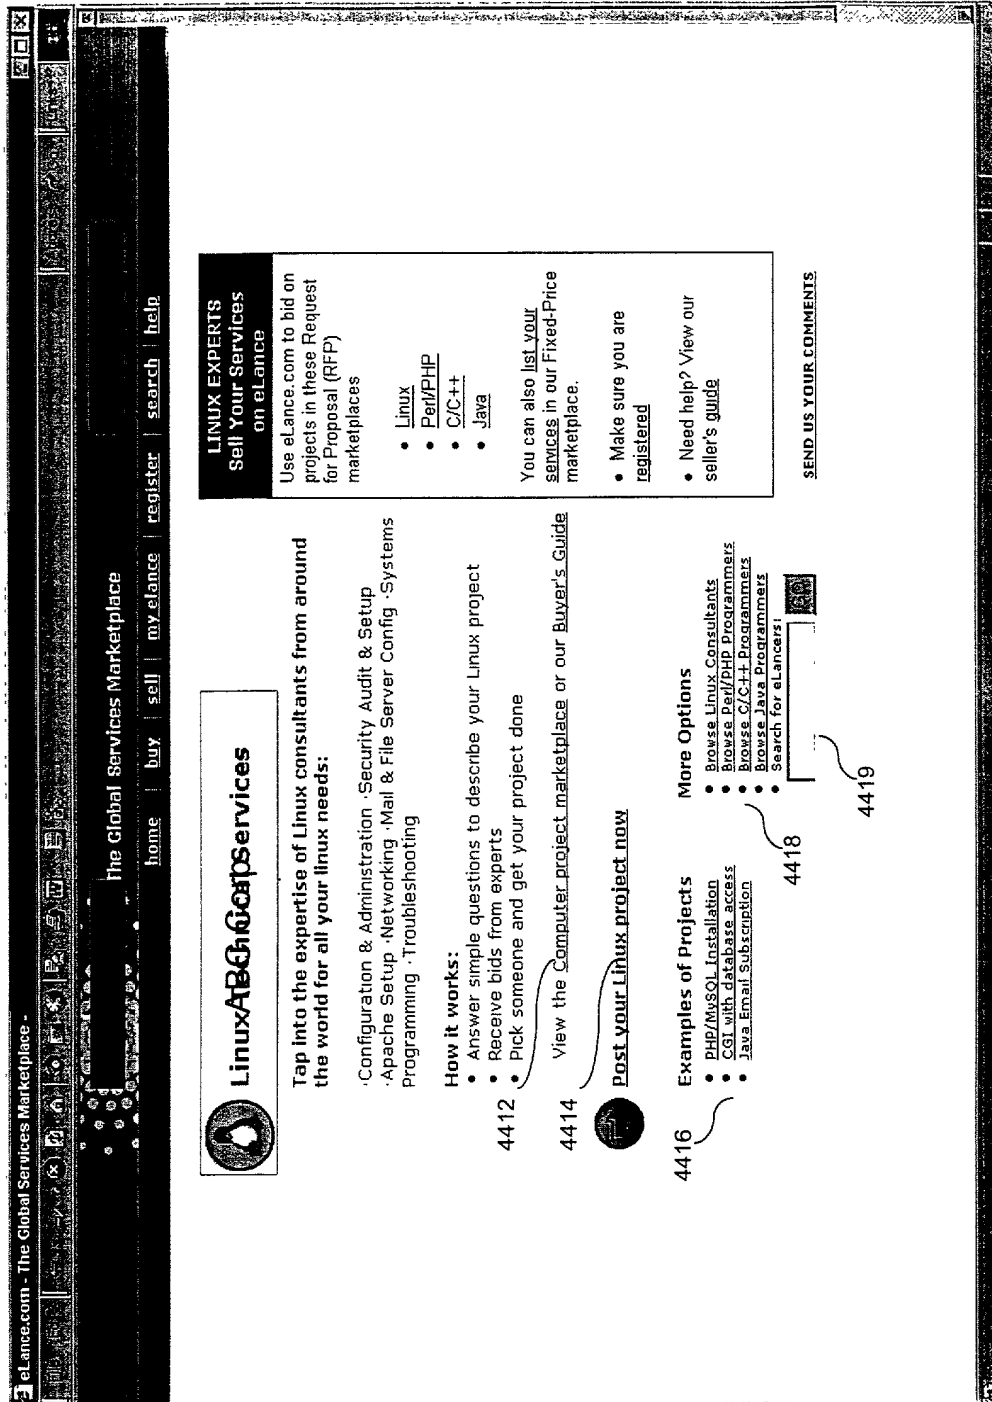 eLance.com - The Global Services Marketplace -
The Global Services Marketplace
home | buy | sell | my elance | register | search | help
Tap into the expertise of Linux consultants from around
the world for all your linux needs:
·Configuration & Administration ·Security Audit & Setup
·Apache Setup ·Networking ·Mail & File Server Config ·Systems
Programming ·Troubleshooting
How it works:
• Answer simple questions to describe your Linux project
• Receive bids from experts
• Pick someone and get your project done
4412
View the Computer project marketplace or our Buyer's Guide
4414
Post your Linux project now
Examples of Projects
• PHP/MySQL Installation
• CGI with database access
• Java Email Subscription
4416
More Options
• Browse Linux Consultants
• Browse Perl/PHP Programmers
• Browse C/C++ Programmers
• Browse Java Programmers
• Search for eLancers:
4418
4419
LINUX EXPERTS
Sell Your Services
on eLance
Use eLance.com to bid on
projects in these Request
for Proposal (RFP)
marketplaces
• Linux
• Perl/PHP
• C/C++
• Java
You can also list your
services in our Fixed-Price
marketplace.
• Make sure you are
registered
• Need help? View our
seller's guide
SEND US YOUR COMMENTS